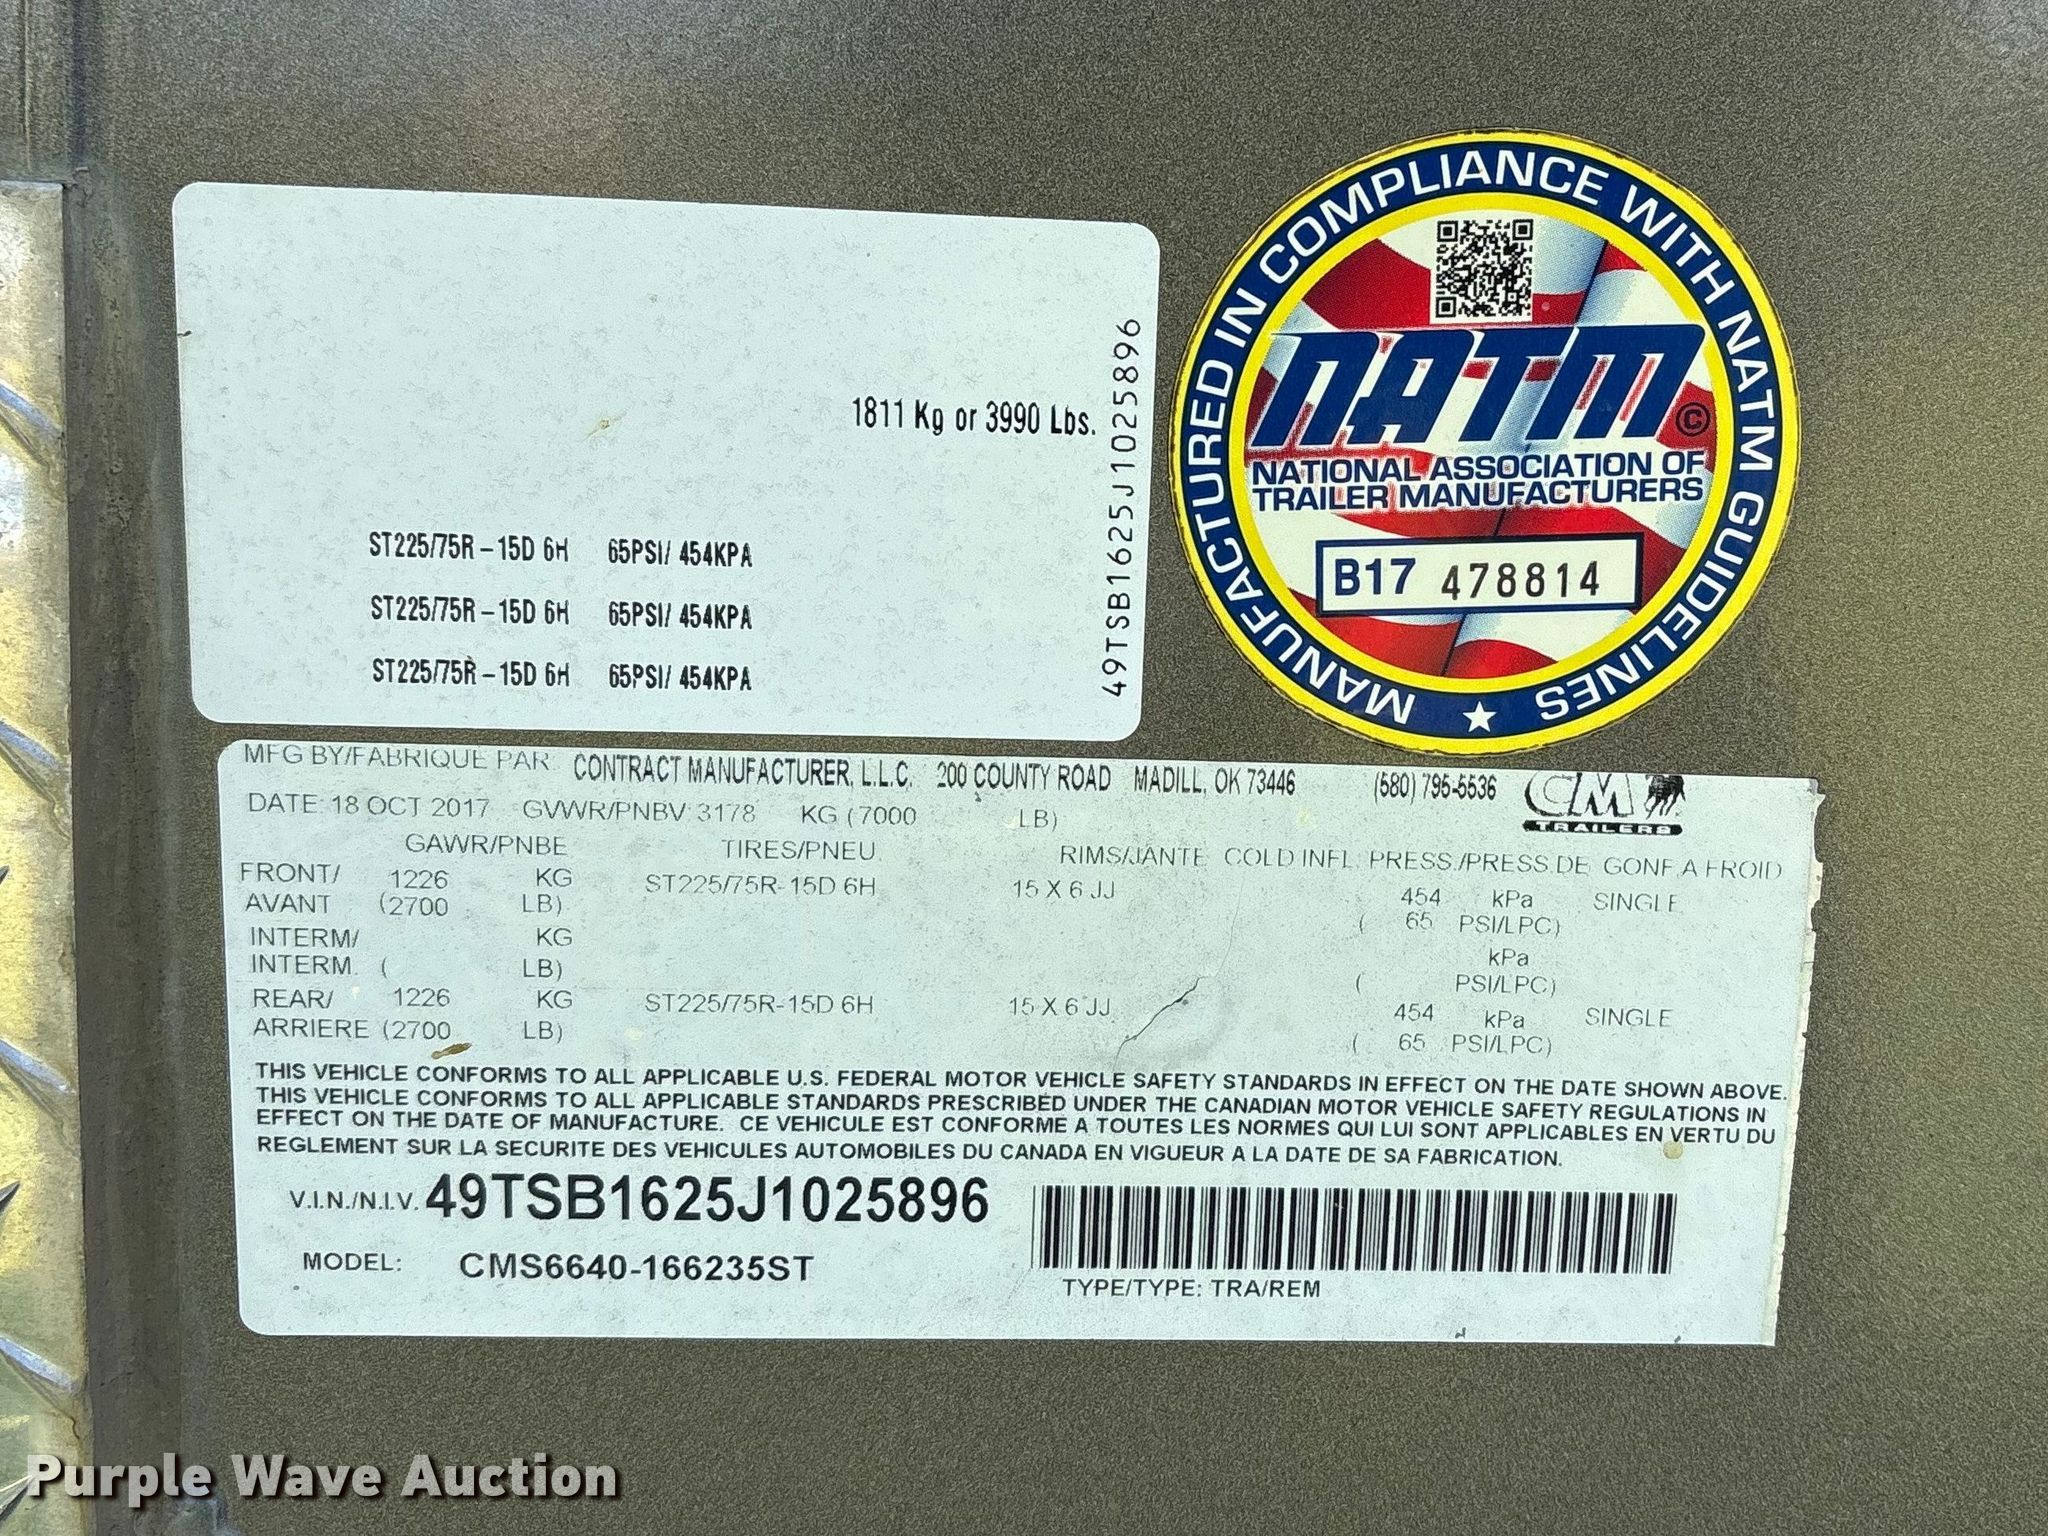 1811 Kg or 3990 Lbs.
ST225/75R-15D 6H 65PSI/ 454KPA
ST225/75R-15D 6H 65PSI/ 454KPA
ST225/75R-15D 6H 65PSI/ 454KPA
49TSB1625J1025896
MANUFACTURED IN COMPLIANCE WITH NATM GUIDELINES
NATM ©
NATIONAL ASSOCIATION OF
TRAILER MANUFACTURERS
B17 478814
MFG BY/FABRIQUE PAR: CONTRACT MANUFACTURER, L.L.C. 200 COUNTY ROAD MADILL, OK 73446 (580) 795-5536
CM
TRAILERS
DATE: 18 OCT 2017 GVWR/PNBV: 3178 KG (7000 LB)
GAWR/PNBE TIRES/PNEU RIMS/JANTE COLD INFL. PRESS./PRESS.DE GONF.A FROID
FRONT/ 1226 KG ST225/75R-15D 6H 15 X 6 JJ 454 kPa SINGLE
AVANT (2700 LB) ( 65 PSI/LPC)
INTERM/ KG kPa
INTERM. ( LB) ( PSI/LPC)
REAR/ 1226 KG ST225/75R-15D 6H 15 X 6 JJ 454 kPa SINGLE
ARRIERE (2700 LB) ( 65 PSI/LPC)
THIS VEHICLE CONFORMS TO ALL APPLICABLE U.S. FEDERAL MOTOR VEHICLE SAFETY STANDARDS IN EFFECT ON THE DATE SHOWN ABOVE.
THIS VEHICLE CONFORMS TO ALL APPLICABLE STANDARDS PRESCRIBED UNDER THE CANADIAN MOTOR VEHICLE SAFETY REGULATIONS IN
EFFECT ON THE DATE OF MANUFACTURE. CE VEHICULE EST CONFORME A TOUTES LES NORMES QUI LUI SONT APPLICABLES EN VERTU DU
REGLEMENT SUR LA SECURITE DES VEHICULES AUTOMOBILES DU CANADA EN VIGUEUR A LA DATE DE SA FABRICATION.
V.I.N./N.I.V. 49TSB1625J1025896
MODEL: CMS6640-166235ST
TYPE/TYPE: TRA/REM
Purple Wave Auction